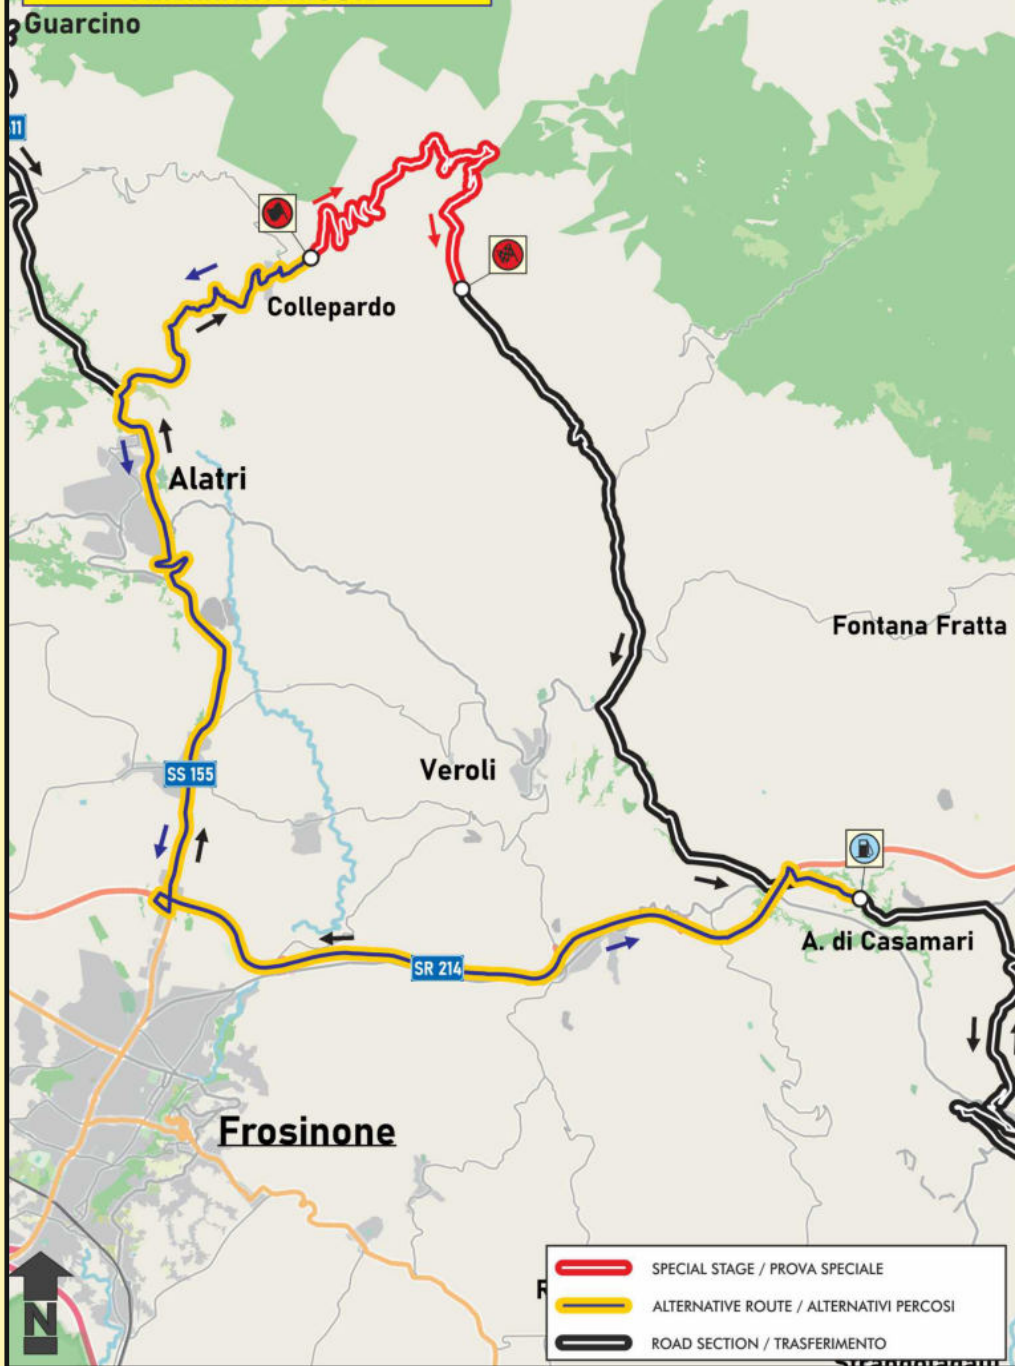 Guarcino
Collepardo
Alatri
Fontana Fratta
Veroli
SS 155
A. di Casamari
SR 214
Frosinone
SPECIAL STAGE / PROVA SPECIALE
ALTERNATIVE ROUTE / ALTERNATIVI PERCOSI
ROAD SECTION / TRASFERIMENTO
N